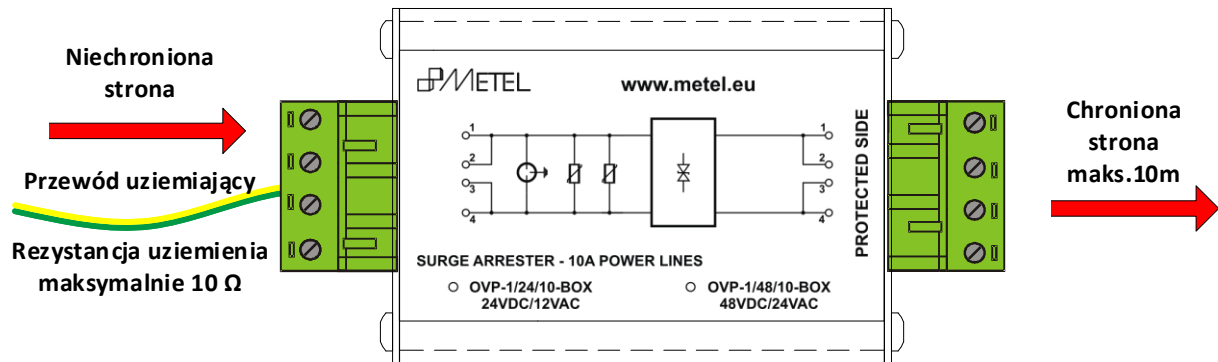 Niechroniona
strona
Przewód uziemiający
Rezystancja uziemienia
maksymalnie 10 Ω
METEL
www.metel.eu
1
2
3
4
1
2
3
4
PROTECTED SIDE
SURGE ARRESTER - 10A POWER LINES
OVP-1/24/10-BOX
24VDC/12VAC
OVP-1/48/10-BOX
48VDC/24VAC
Chroniona
strona
maks.10m